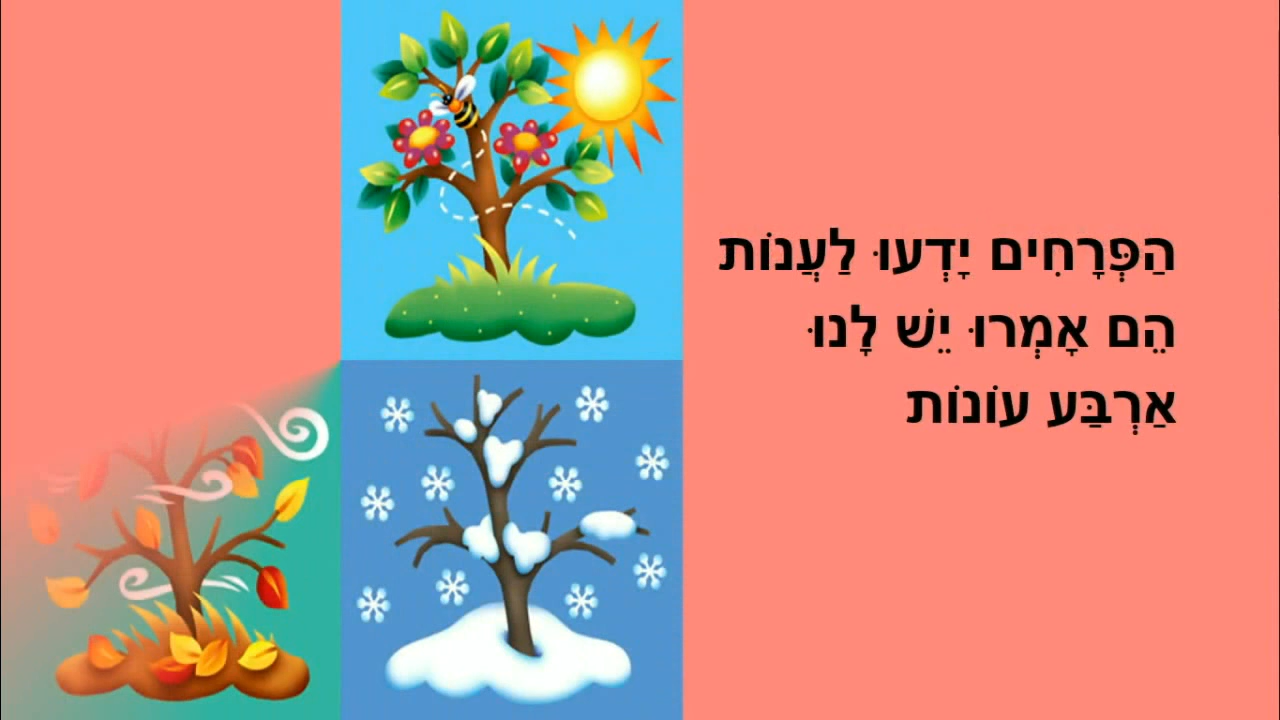 הַפְּרָחִים יָדְעוּ לַעֲנוֹת
הֵם אָמְרוּ יֵשׁ לָנוּ
אַרְבַּע עוֹנוֹת